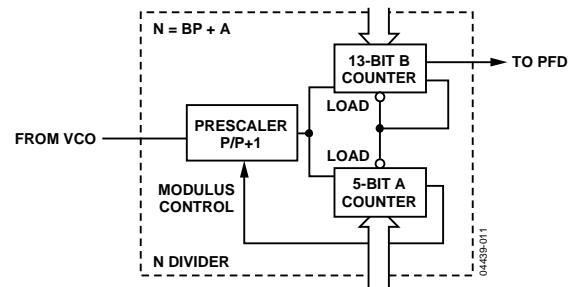 N = BP + A
13-BIT B
COUNTER
TO PFD
LOAD
PRESCALER
P/P+1
FROM VCO
LOAD
MODULUS
CONTROL
5-BIT A
COUNTER
N DIVIDER
04439-011